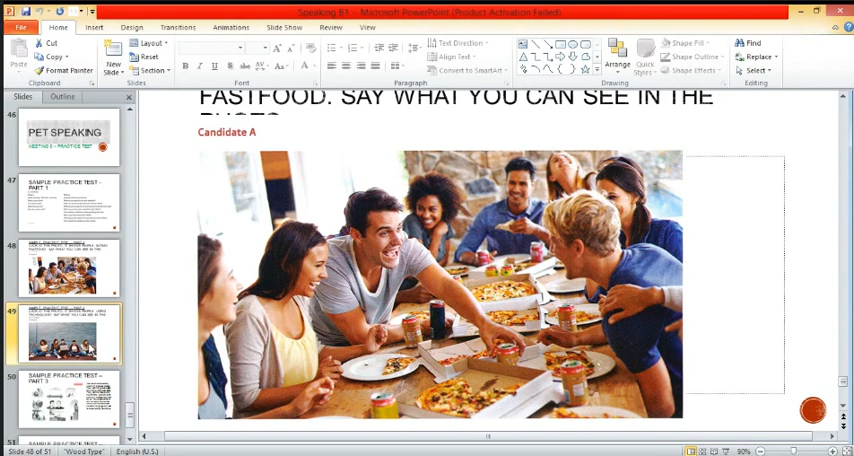 Speaking B1 - Microsoft PowerPoint (Product Activation Failed)
File Home Insert Design Transitions Animations Slide Show Review View
Paste
Cut
Copy
Format Painter
Clipboard
New Slide
Layout
Reset
Section
Slides
Font
Paragraph
Text Direction
Align Text
Convert to SmartArt
Arrange
Quick Styles
Shape Fill
Shape Outline
Shape Effects
Drawing
Find
Replace
Select
Editing
Slides Outline
46
PET SPEAKING
47
SAMPLE PRACTICE TEST –
PART 1
48
49
50
SAMPLE PRACTICE TEST –
PART 3
51
FASTFOOD. SAY WHAT YOU CAN SEE IN THE
Candidate A
Slide 48 of 51 "Wood Type" English (U.S.) 90%